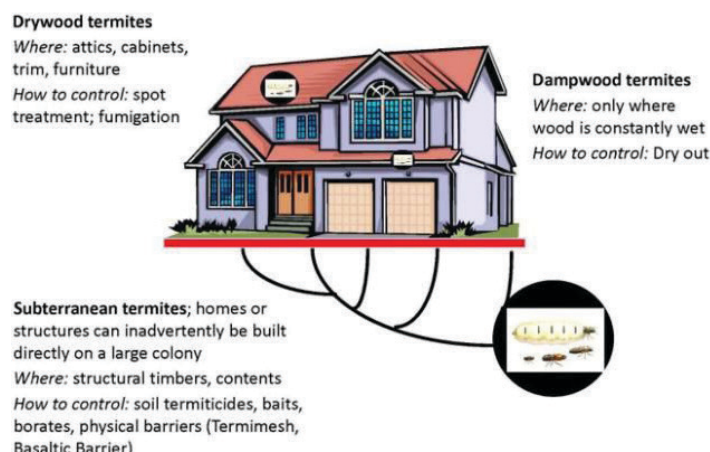 Drywood termites
Where: attics, cabinets,
trim, furniture
How to control: spot
treatment; fumigation
Dampwood termites
Where: only where
wood is constantly wet
How to control: Dry out
Subterranean termites; homes or
structures can inadvertently be built
directly on a large colony
Where: structural timbers, contents
How to control: soil termiticides, baits,
borates, physical barriers (Termimesh,
Basaltic Barrier)